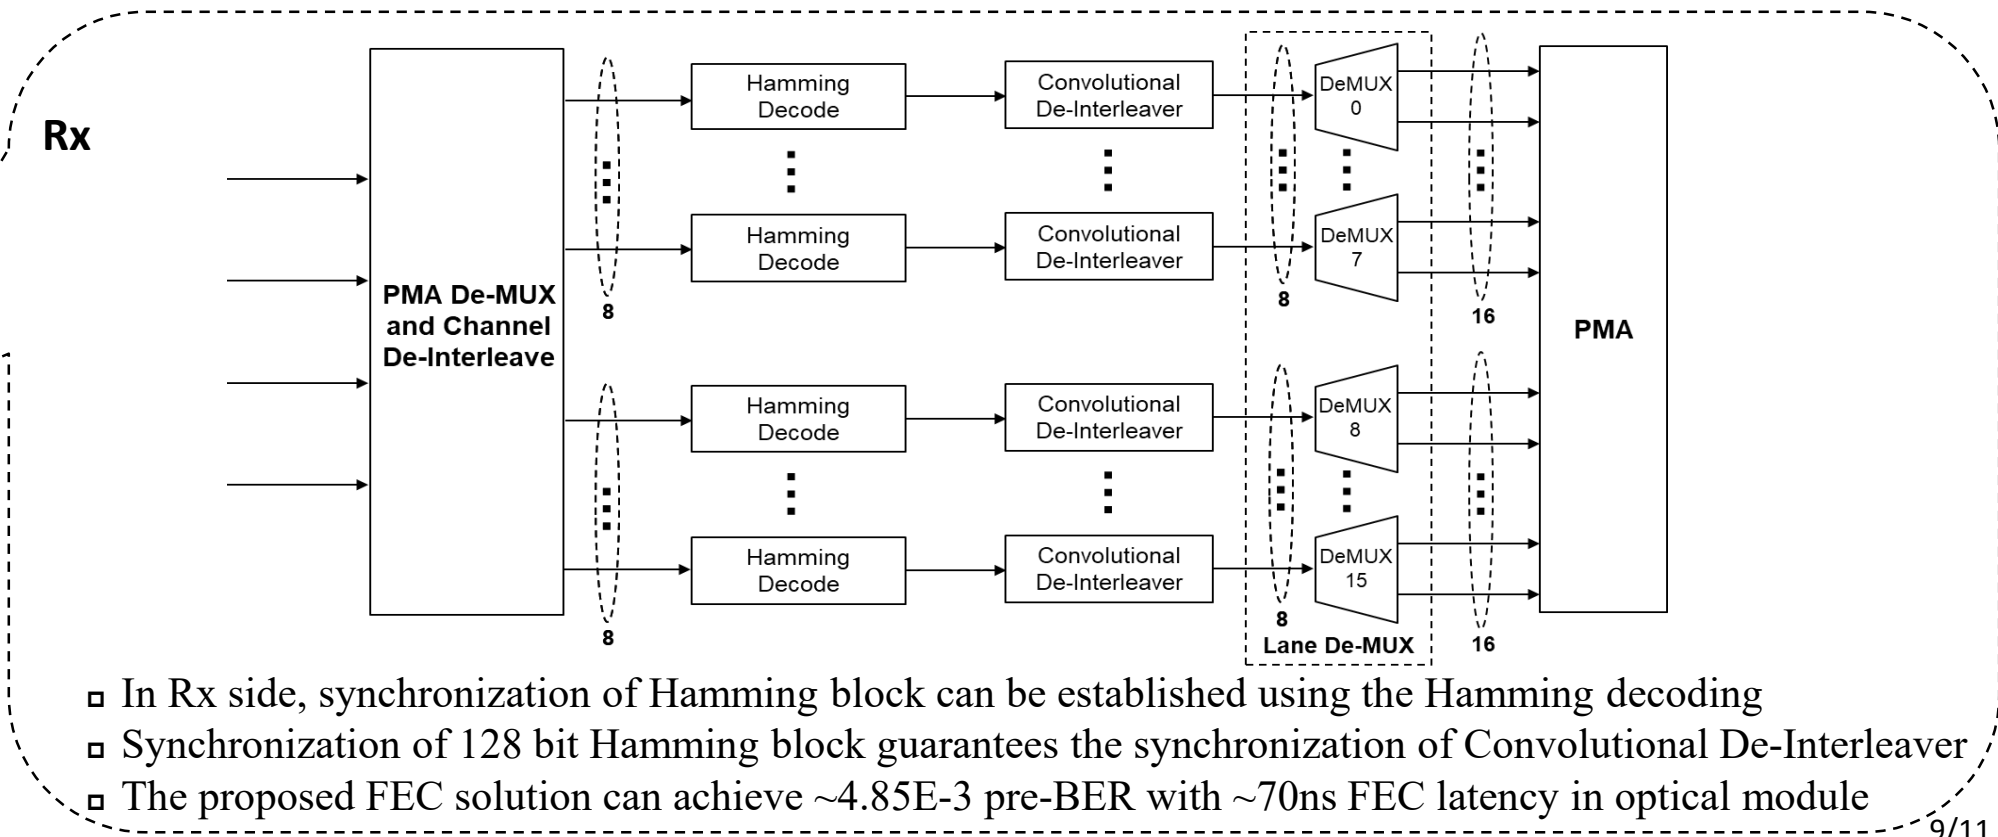 Rx
PMA De-MUX
and Channel
De-Interleave
8
8
Hamming
Decode
Hamming
Decode
Hamming
Decode
Hamming
Decode
Convolutional
De-Interleaver
Convolutional
De-Interleaver
Convolutional
De-Interleaver
Convolutional
De-Interleaver
8
8
DeMUX
0
DeMUX
7
DeMUX
8
DeMUX
15
Lane De-MUX
16
16
PMA
In Rx side, synchronization of Hamming block can be established using the Hamming decoding
Synchronization of 128 bit Hamming block guarantees the synchronization of Convolutional De-Interleaver
The proposed FEC solution can achieve ~4.85E-3 pre-BER with ~70ns FEC latency in optical module
9/11